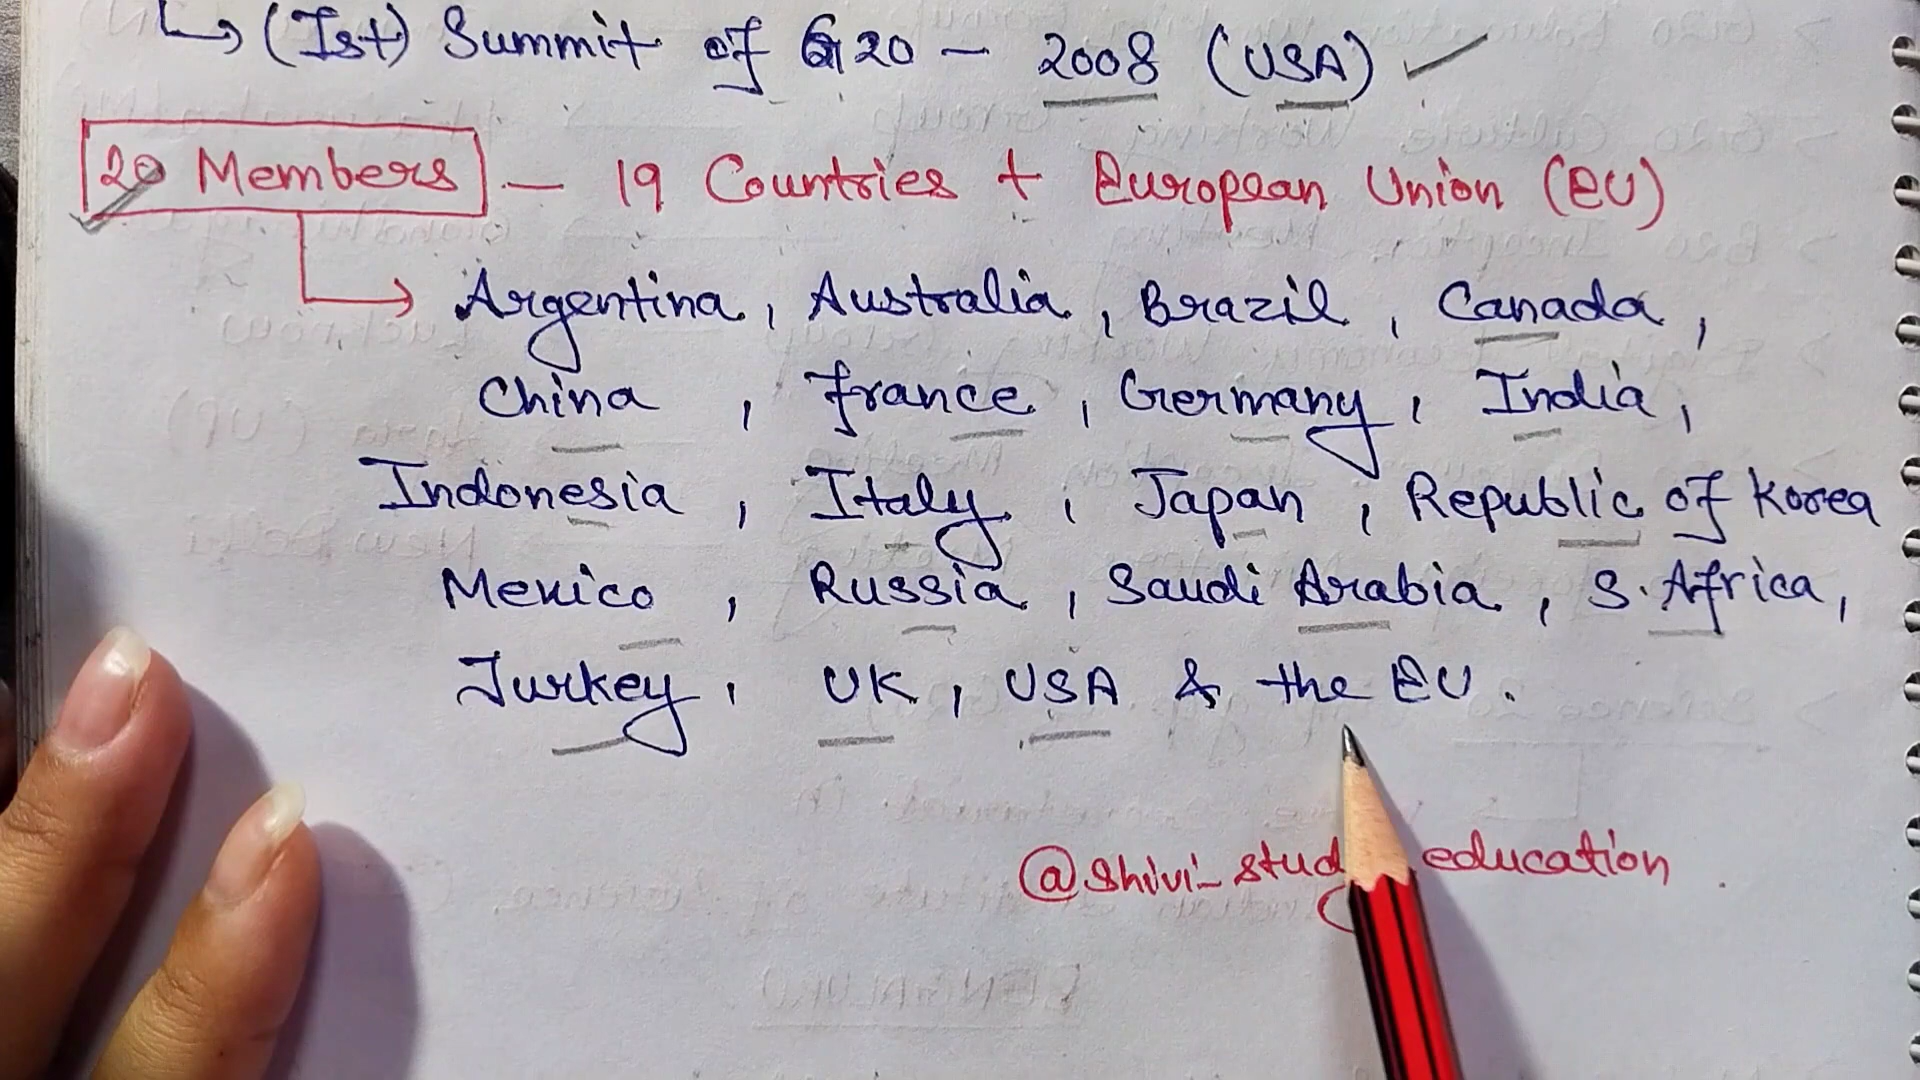 ↳ (Ist) Summit of G20 - 2008 (USA) ✓
20 Members - 19 Countries + European Union (EU)
→ Argentina, Australia, Brazil, Canada,
China, france, Germany, India,
Indonesia, Italy, Japan, Republic of Korea
Mexico, Russia, Saudi Arabia, S. Africa,
Turkey, UK, USA & the EU.
@shivi_study education